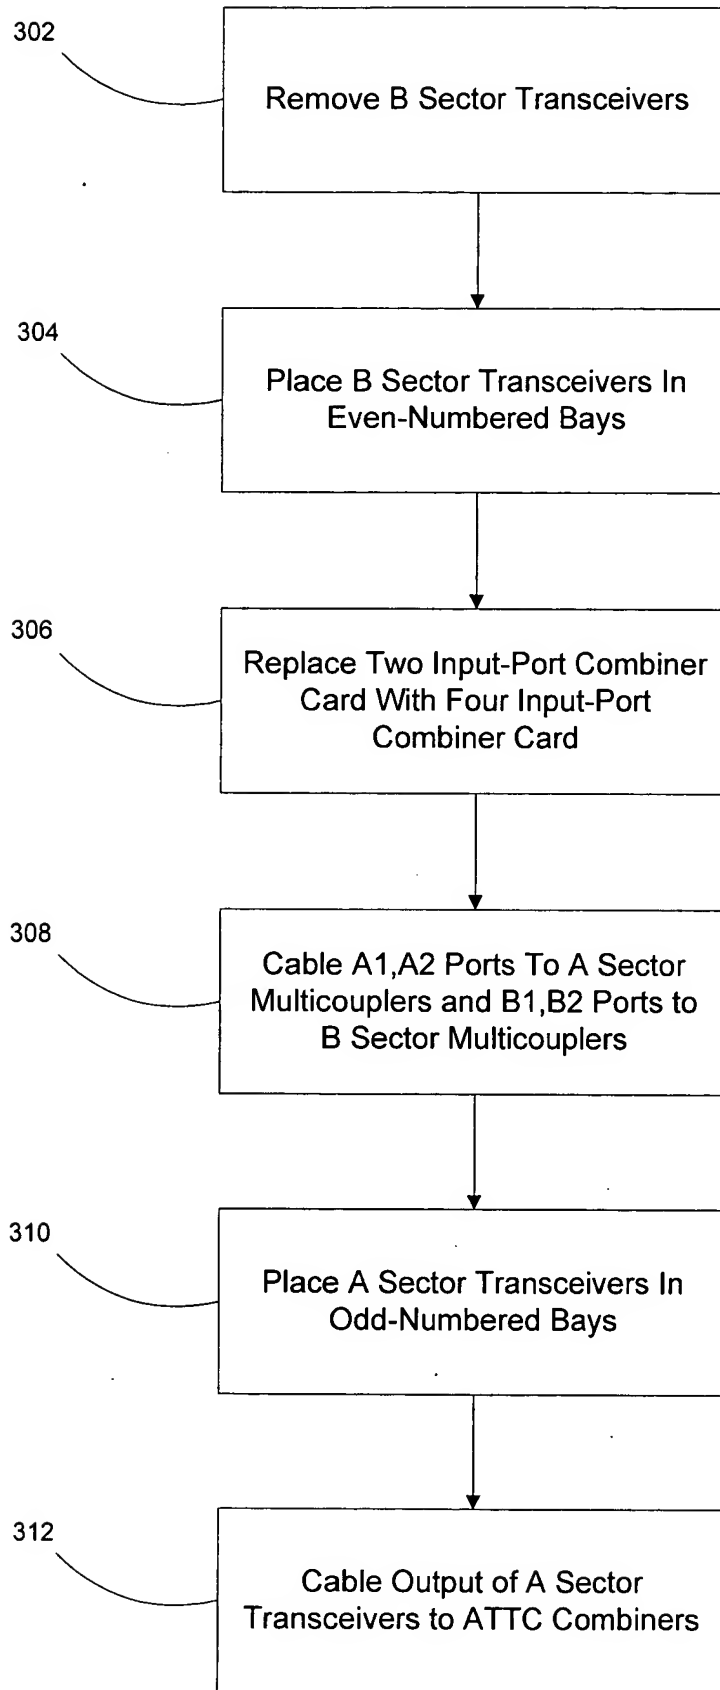 302
Remove B Sector Transceivers
304
Place B Sector Transceivers In
Even-Numbered Bays
306
Replace Two Input-Port Combiner
Card With Four Input-Port
Combiner Card
308
Cable A1,A2 Ports To A Sector
Multicouplers and B1,B2 Ports to
B Sector Multicouplers
310
Place A Sector Transceivers In
Odd-Numbered Bays
312
Cable Output of A Sector
Transceivers to ATTC Combiners